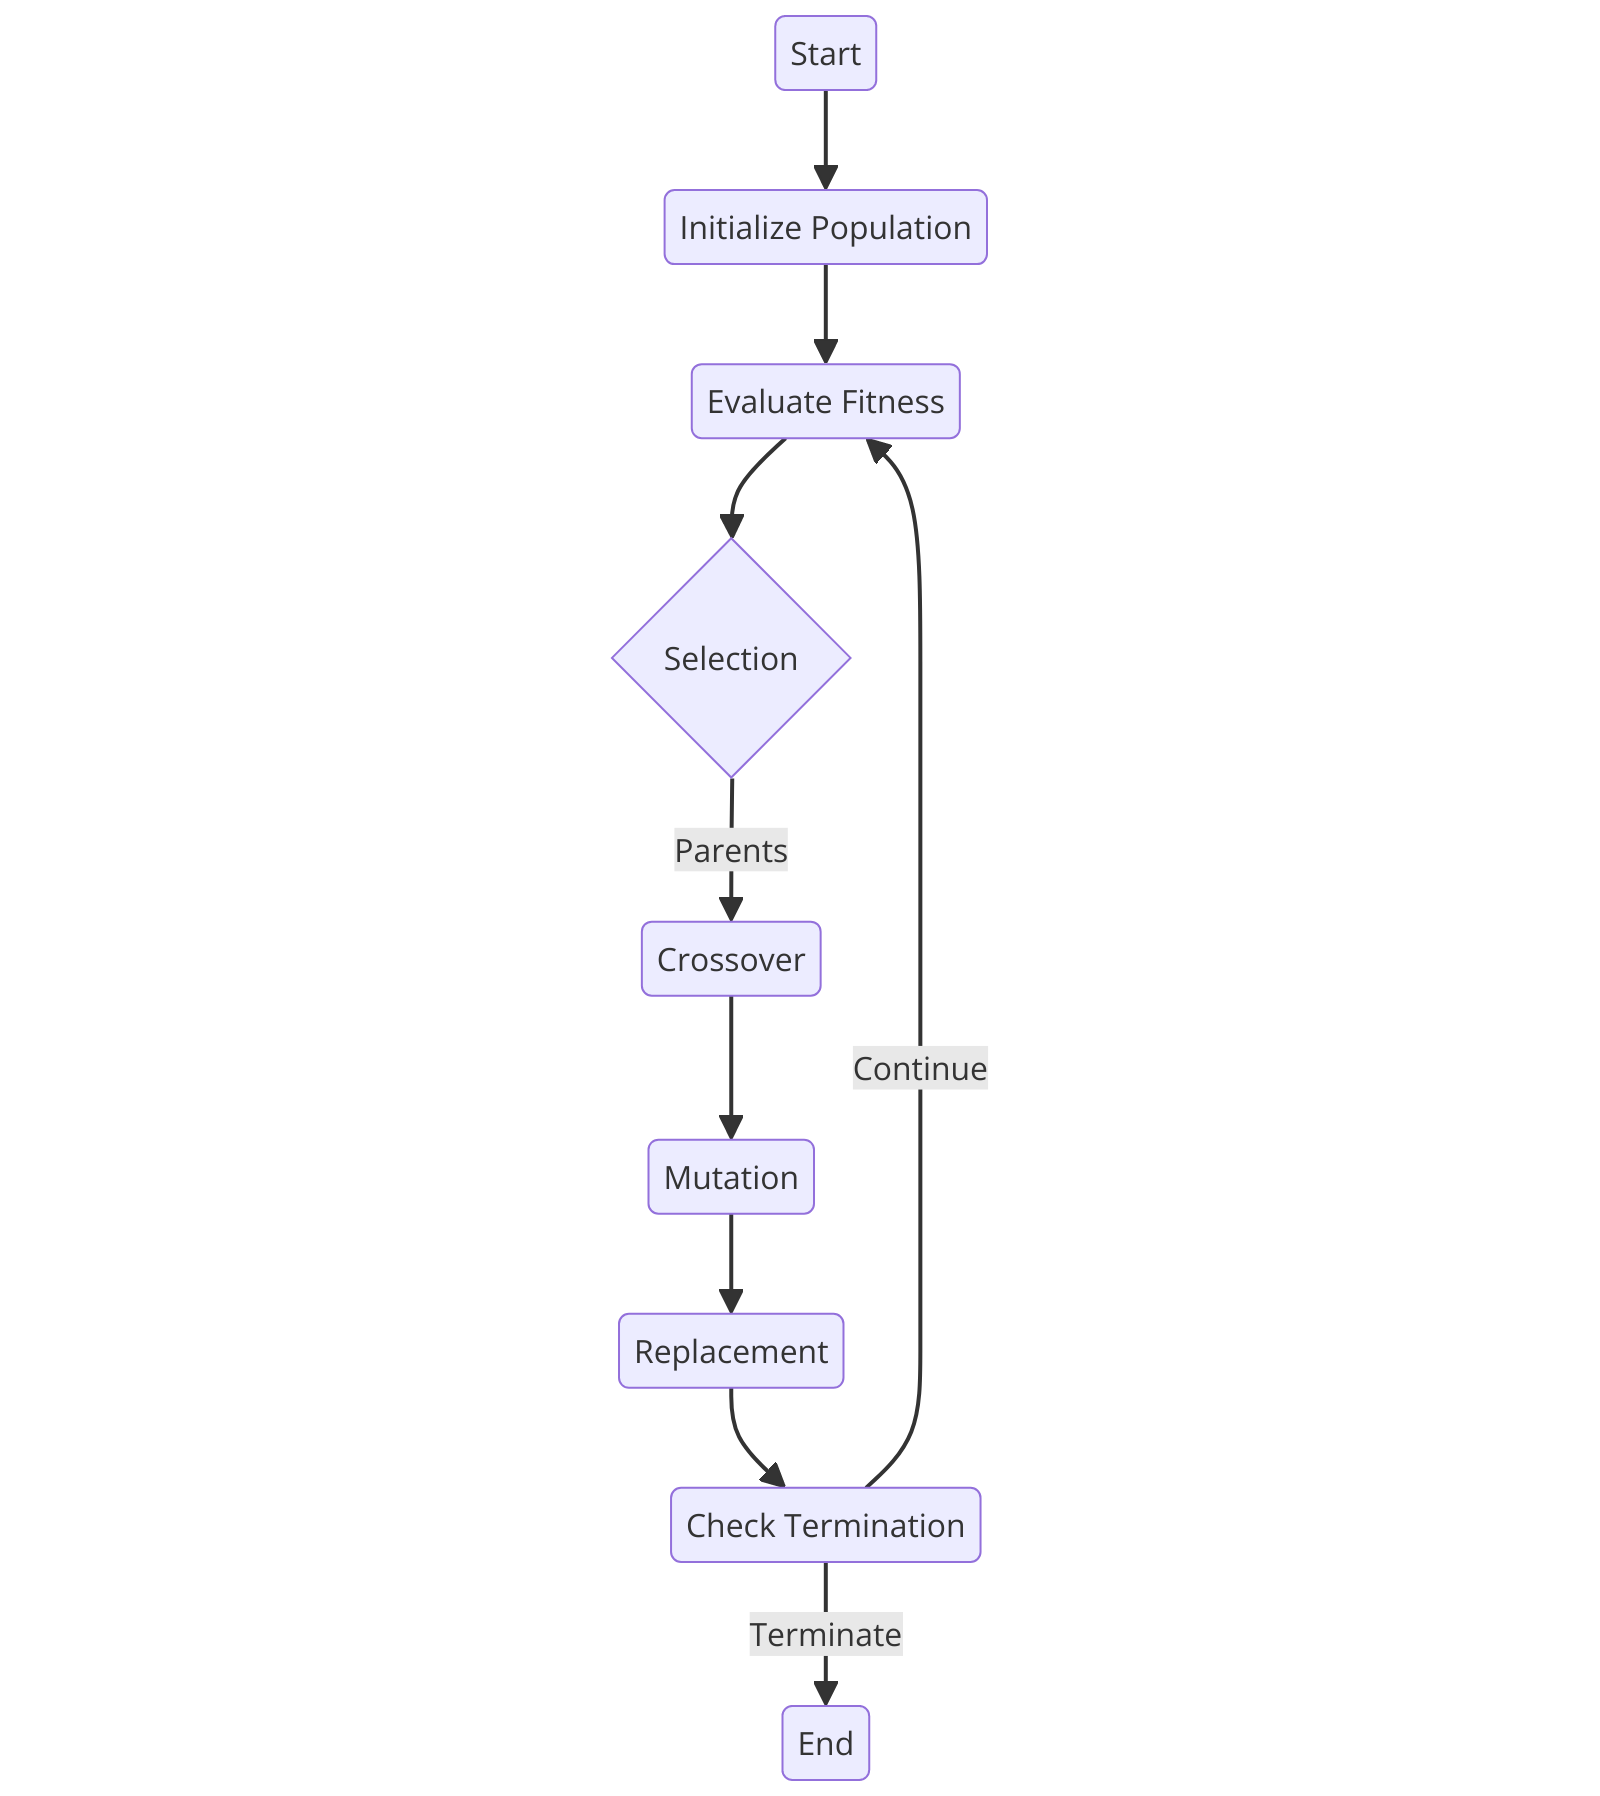 Start
Initialize Population
Evaluate Fitness
Selection
Parents
Crossover
Continue
Mutation
Replacement
Check Termination
Terminate
End